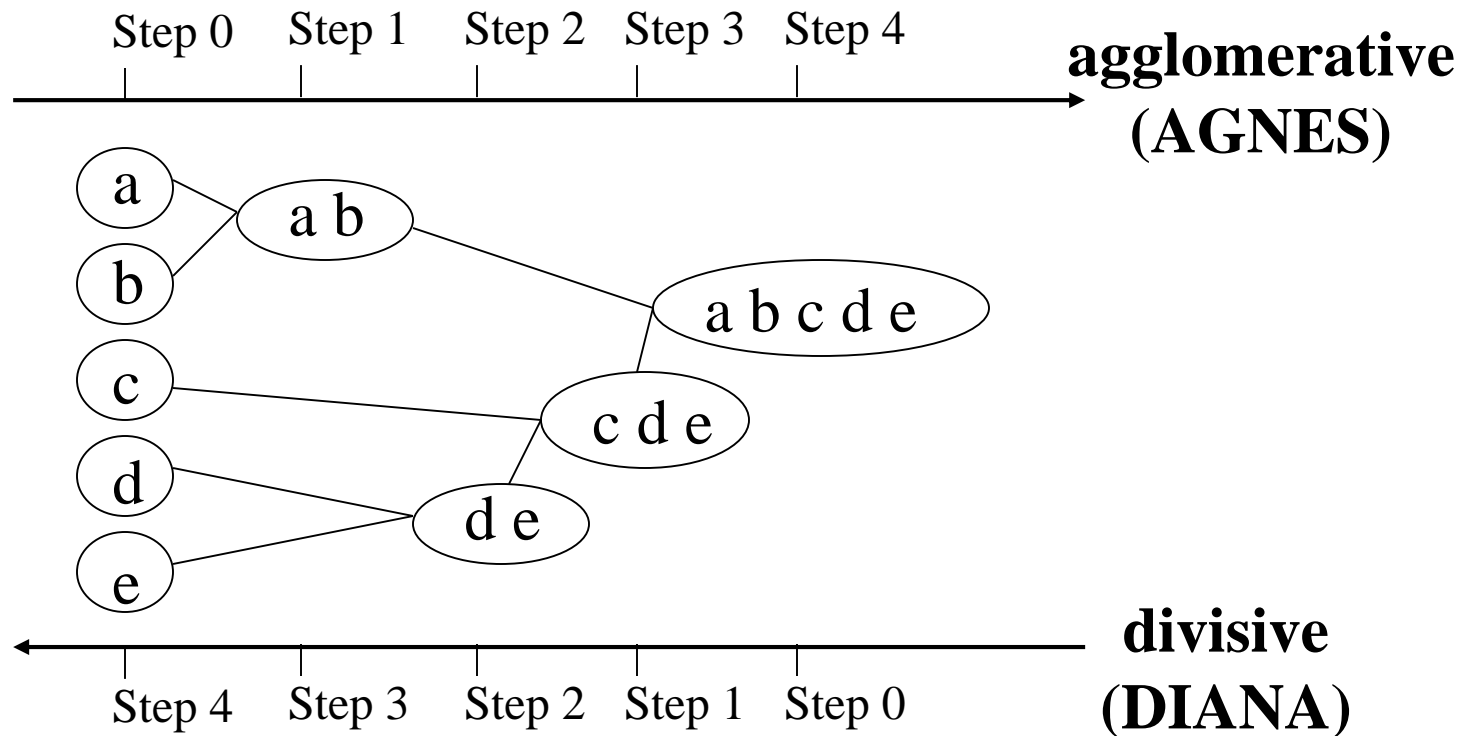 Step 0 Step 1 Step 2 Step 3 Step 4
agglomerative
(AGNES)
a
a b
b
a b c d e
c
c d e
d
d e
e
divisive
(DIANA)
Step 4 Step 3 Step 2 Step 1 Step 0